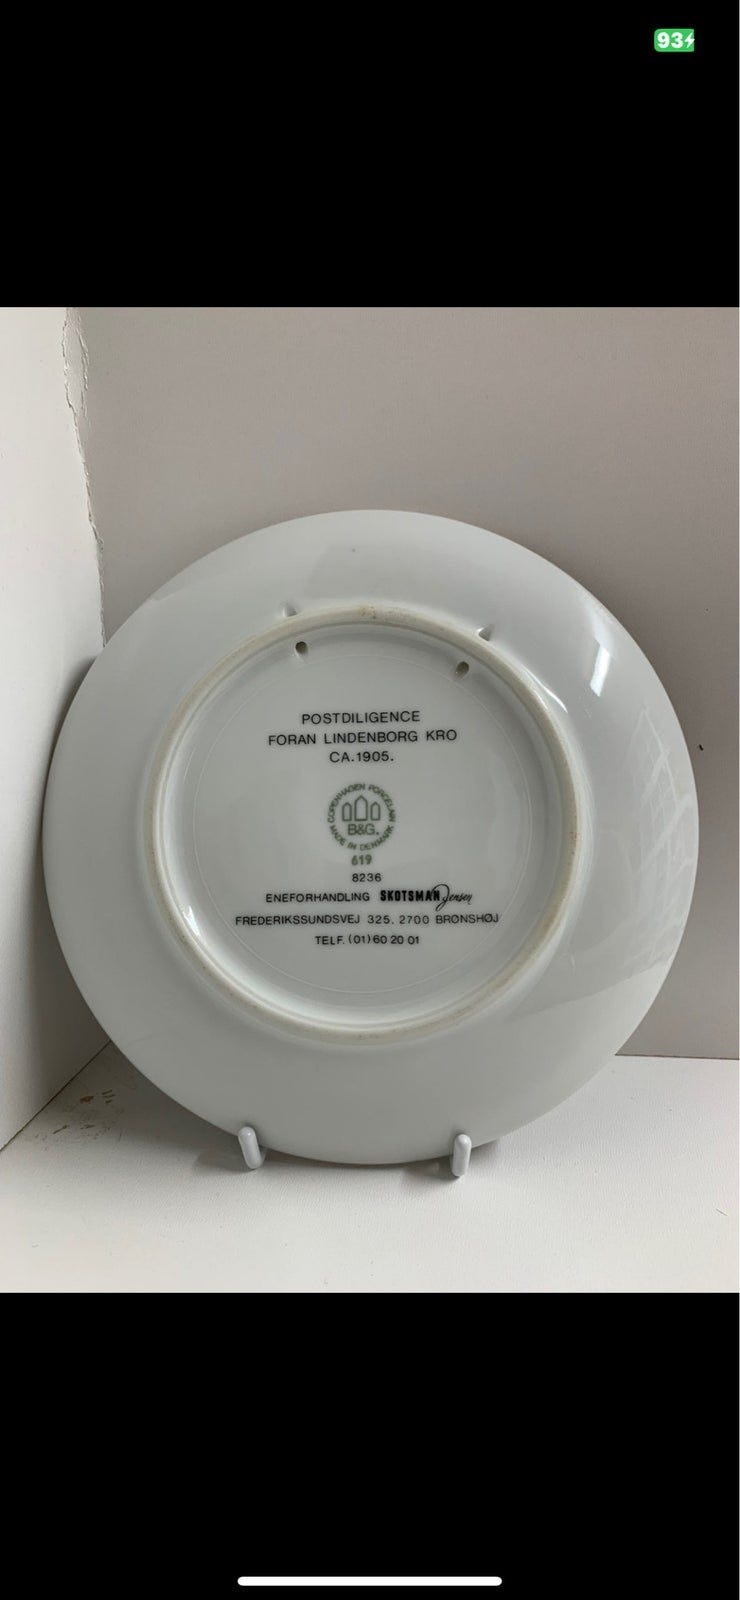 93
POSTDILIGENCE
FORAN LINDENBORG KRO
CA.1905.
COPENHAGEN PORCELAIN
B&G.
MADE IN DENMARK
619
8236
ENEFORHANDLING SKOTSMAN Jensen
FREDERIKSSUNDSVEJ 325. 2700 BRØNSHØJ
TELF. (01) 60 20 01